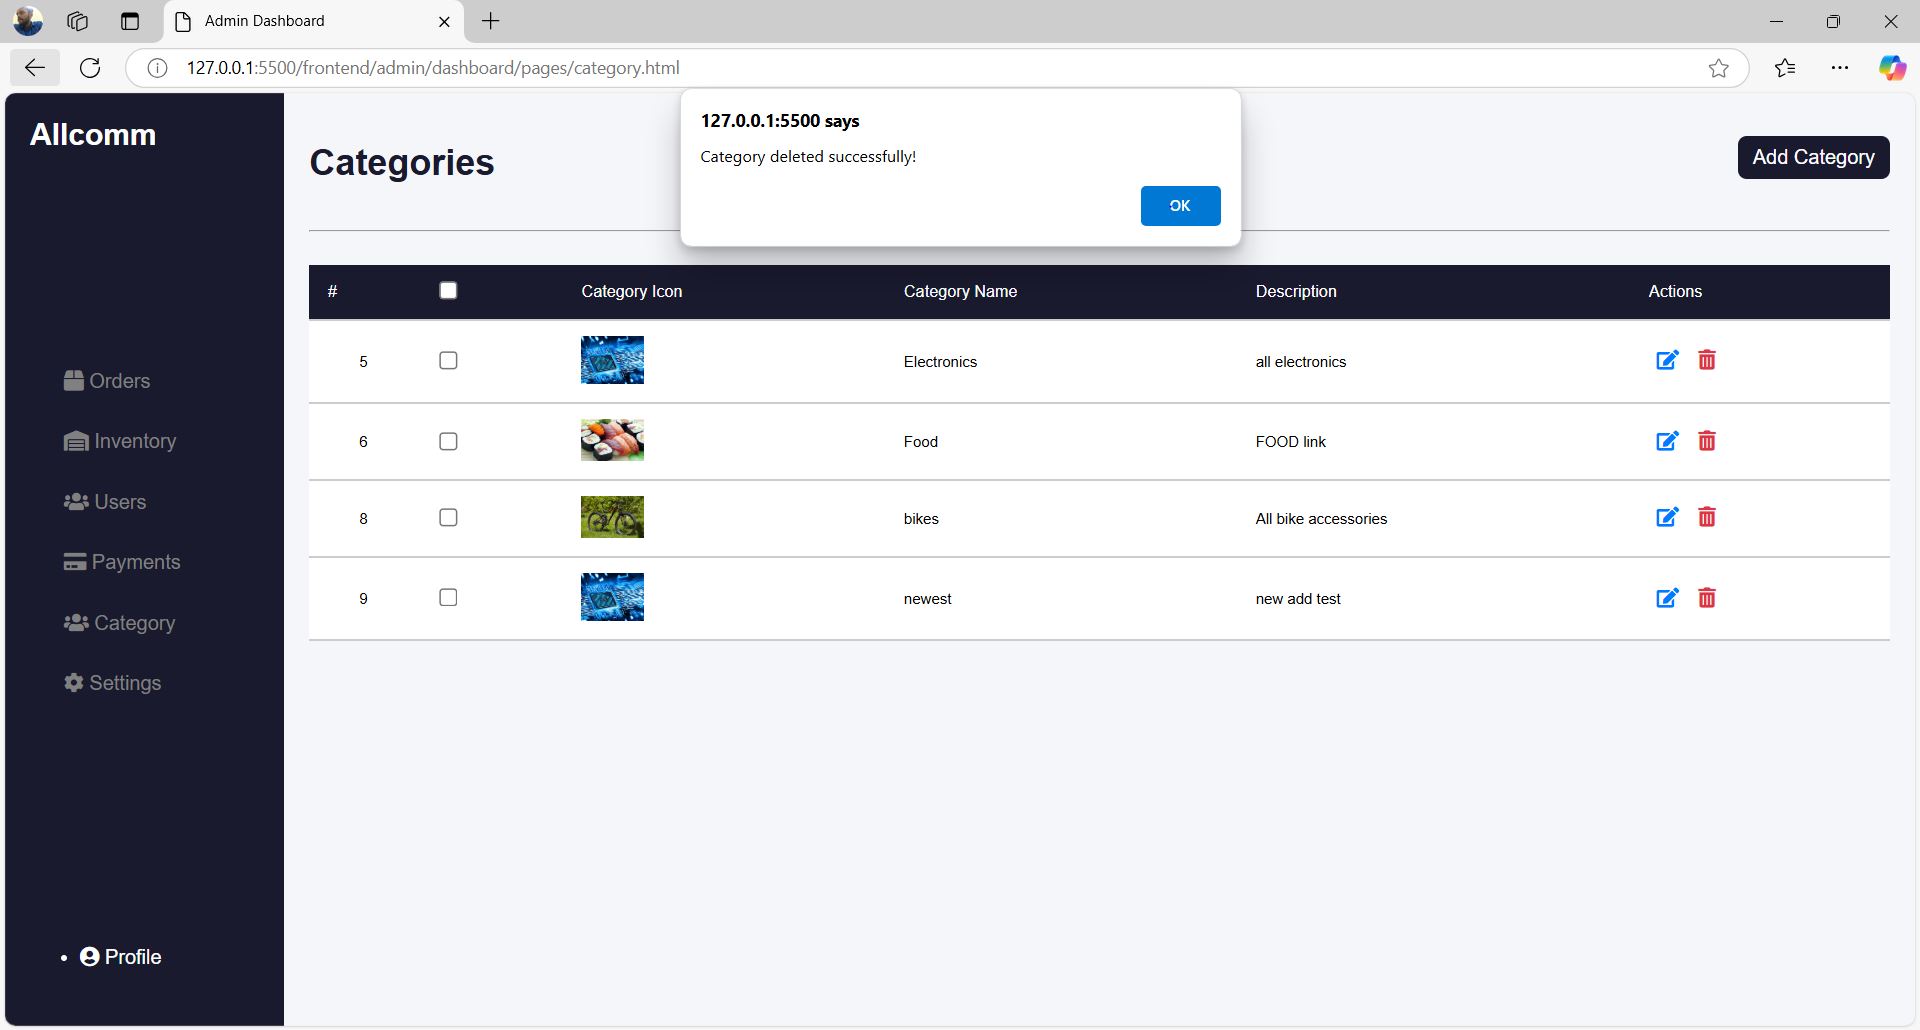 Admin Dashboard
127.0.0.1:5500/frontend/admin/dashboard/pages/category.html
127.0.0.1:5500 says
Category deleted successfully!
OK
Allcomm
Categories
Add Category
# Category Icon Category Name Description Actions
5 Electronics all electronics
6 Food FOOD link
8 bikes All bike accessories
9 newest new add test
Orders
Inventory
Users
Payments
Category
Settings
Profile